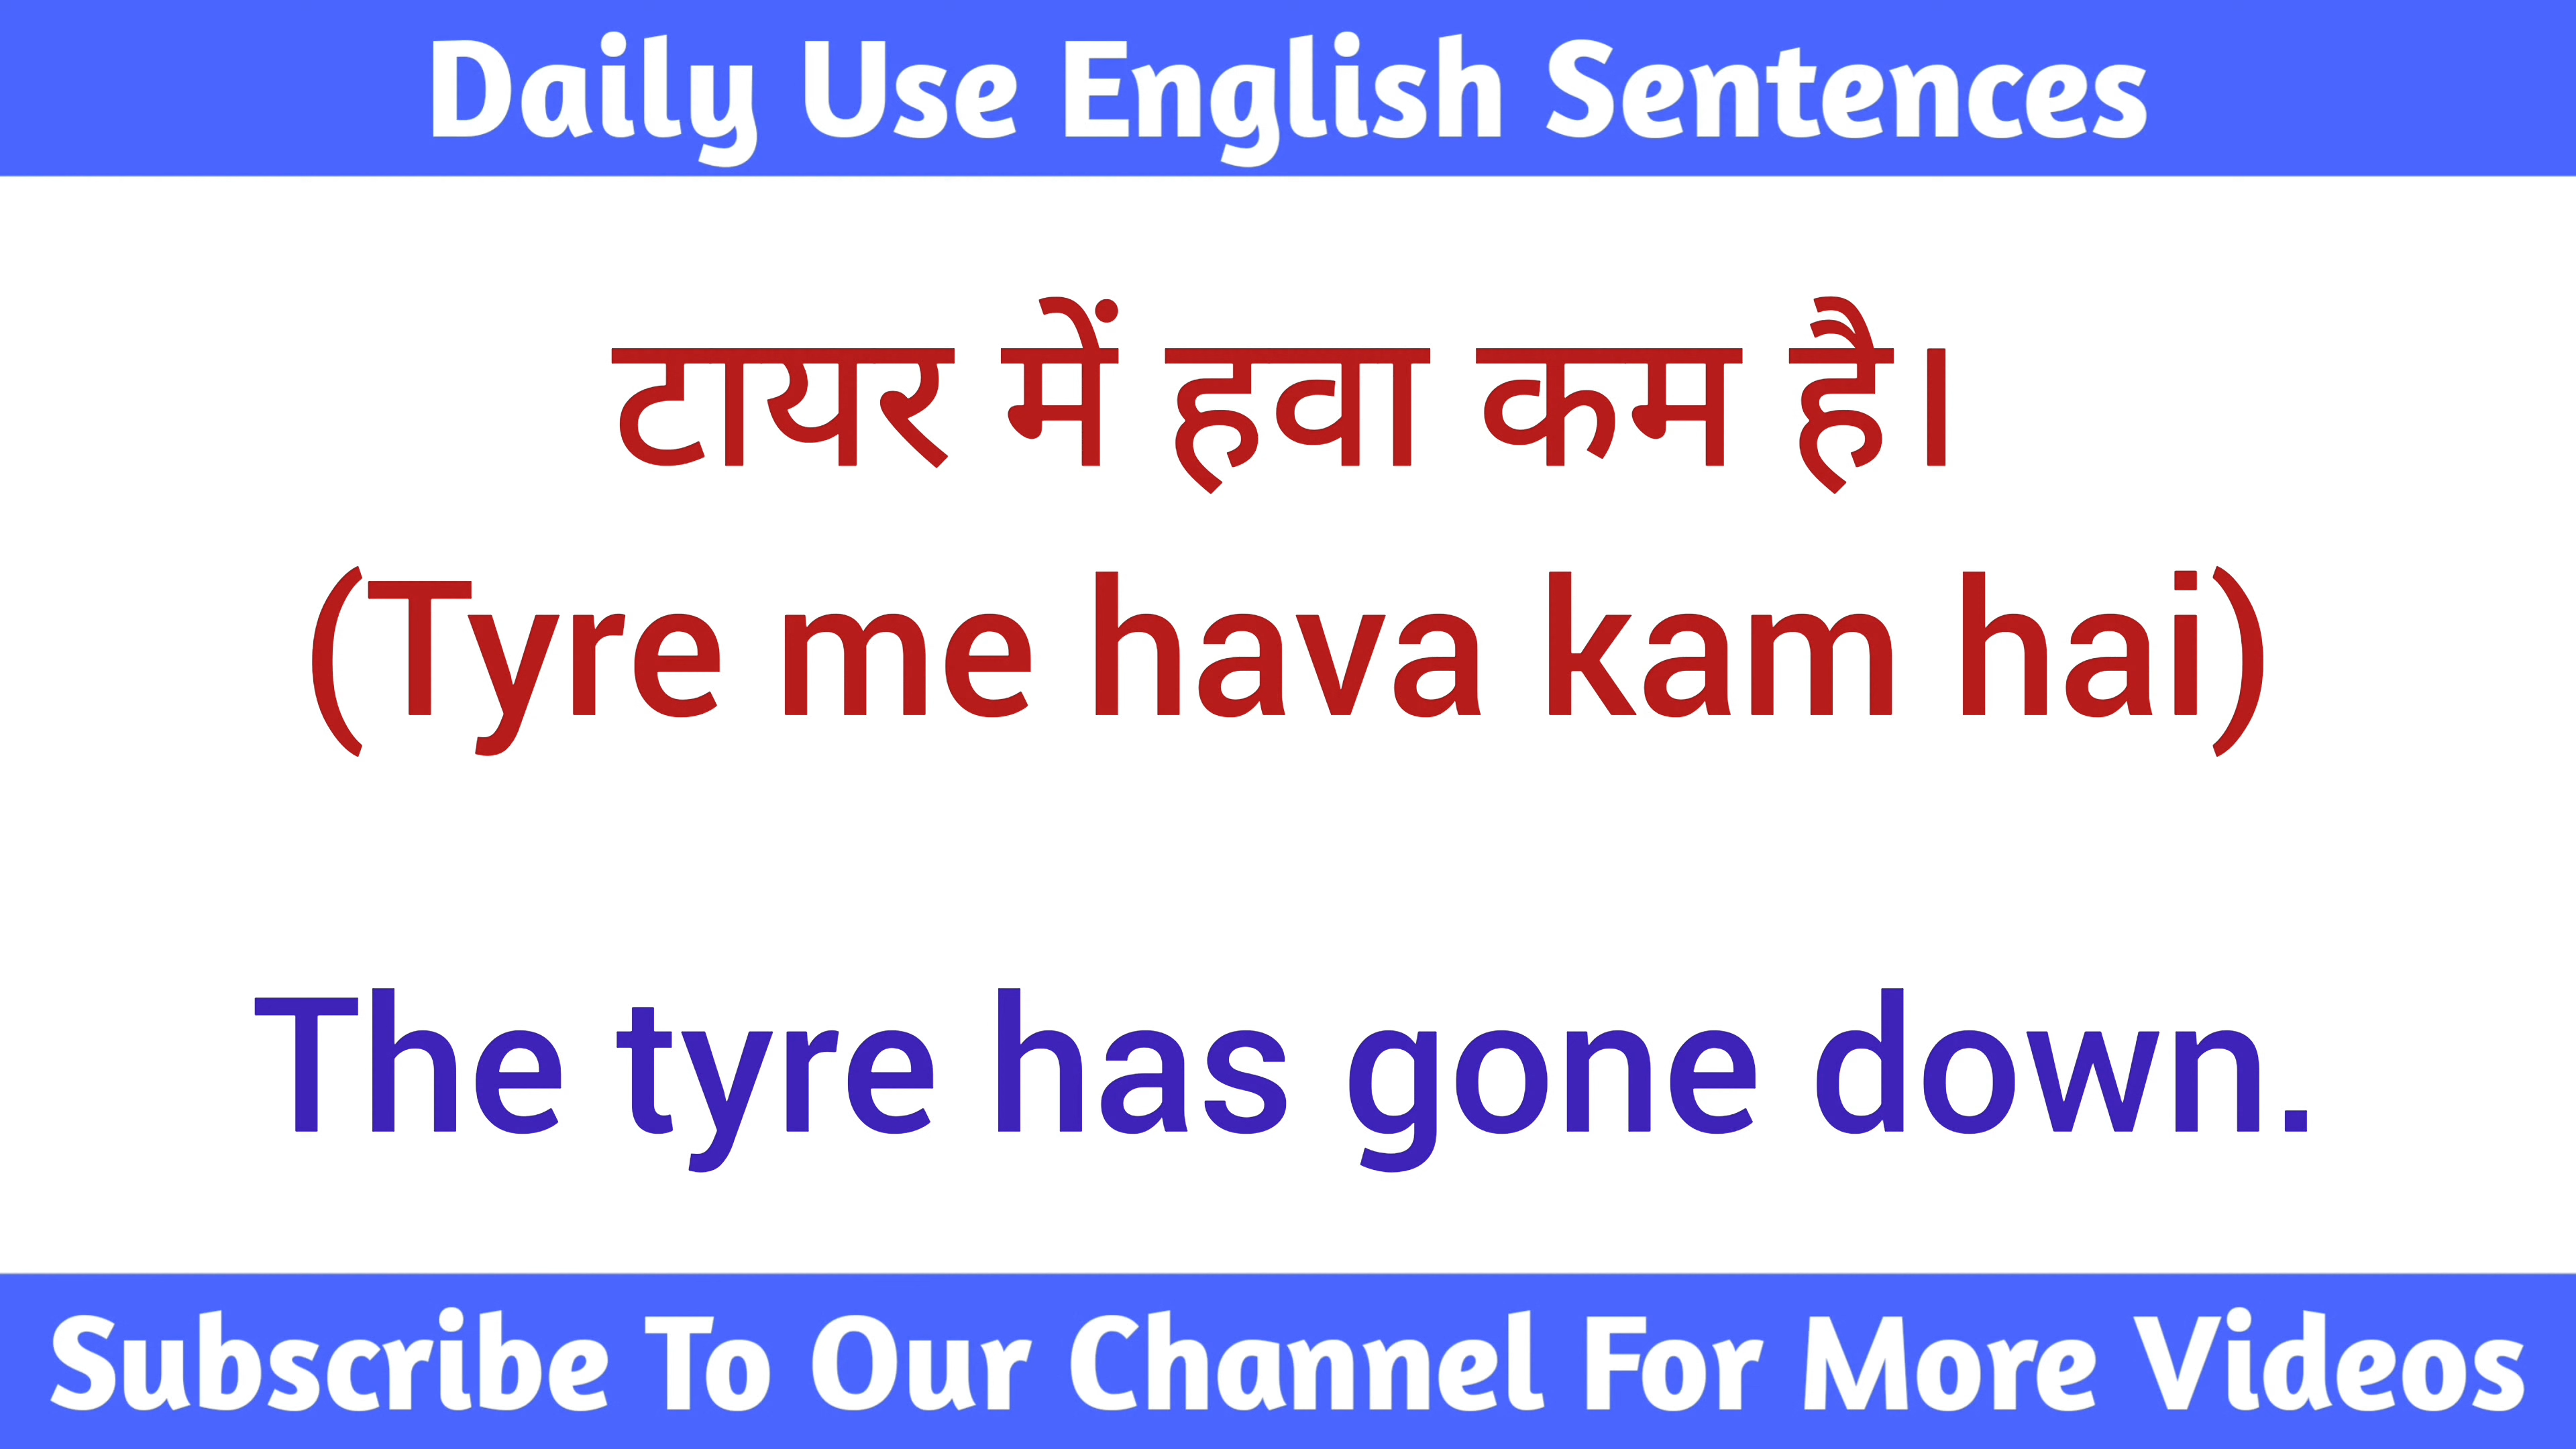 Daily Use English Sentences
टायर में हवा कम है।
(Tyre me hava kam hai)
The tyre has gone down.
Subscribe To Our Channel For More Videos